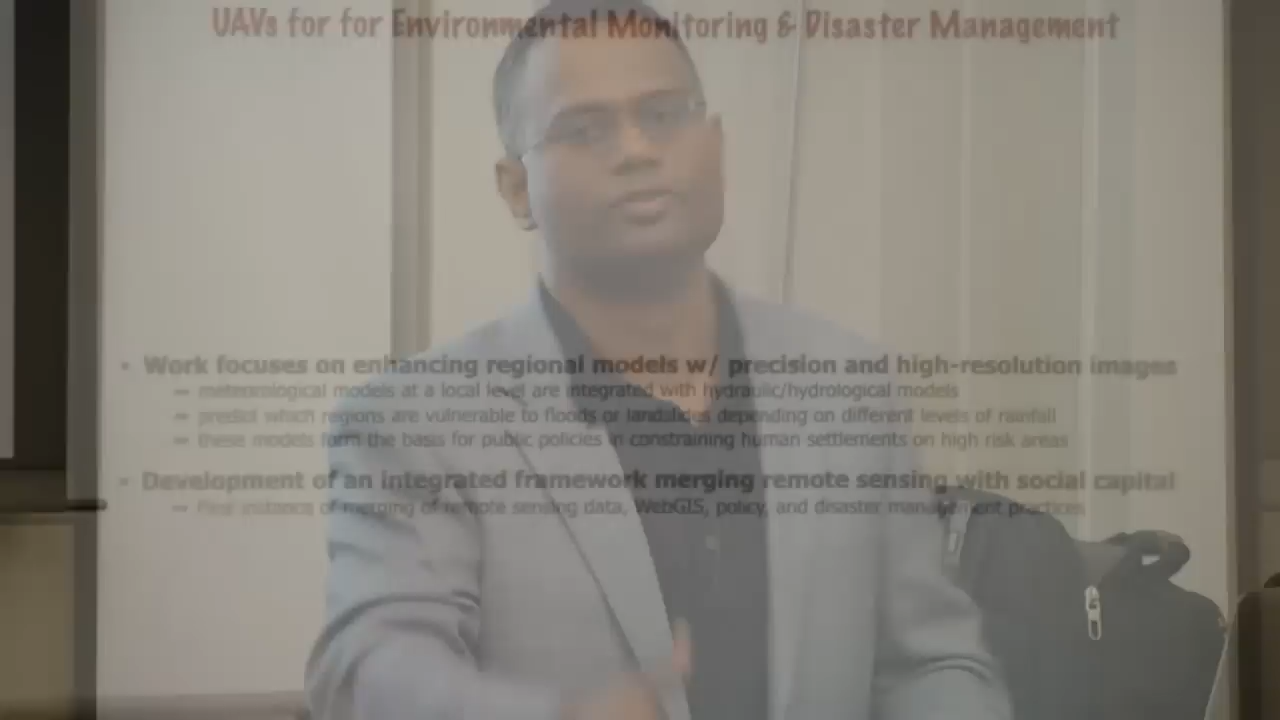 UAVs for for Environmental Monitoring & Disaster Management
• Work focuses on enhancing regional models w/ precision and high-resolution images
— meteorological models at a local level are integrated with hydraulic/hydrological models
— predict which regions are vulnerable to floods or landslides depending on different levels of rainfall
— these models form the basis for public policies in constraining human settlements on high risk areas
• Development of an integrated framework merging remote sensing with social capital
— First instance of merging of remote sensing data, WebGIS, policy, and disaster management practices